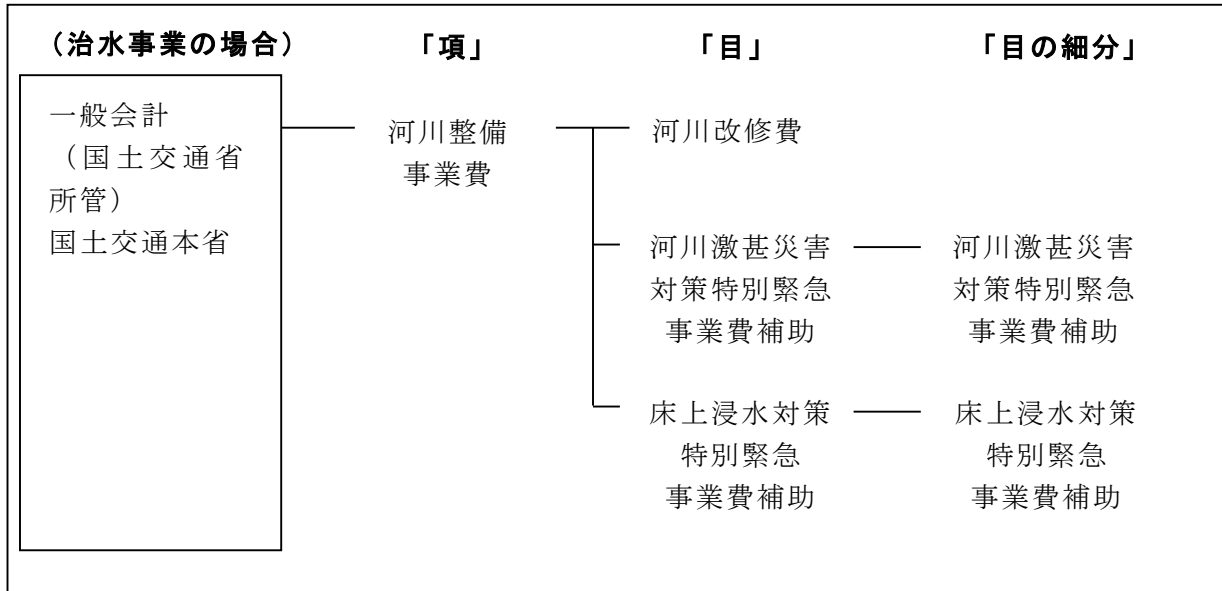 （治水事業の場合）
「項」
「目」
「目の細分」
一般会計
（国土交通省
所管）
国土交通本省
河川整備
事業費
河川改修費
河川激甚災害
対策特別緊急
事業費補助
河川激甚災害
対策特別緊急
事業費補助
床上浸水対策
特別緊急
事業費補助
床上浸水対策
特別緊急
事業費補助